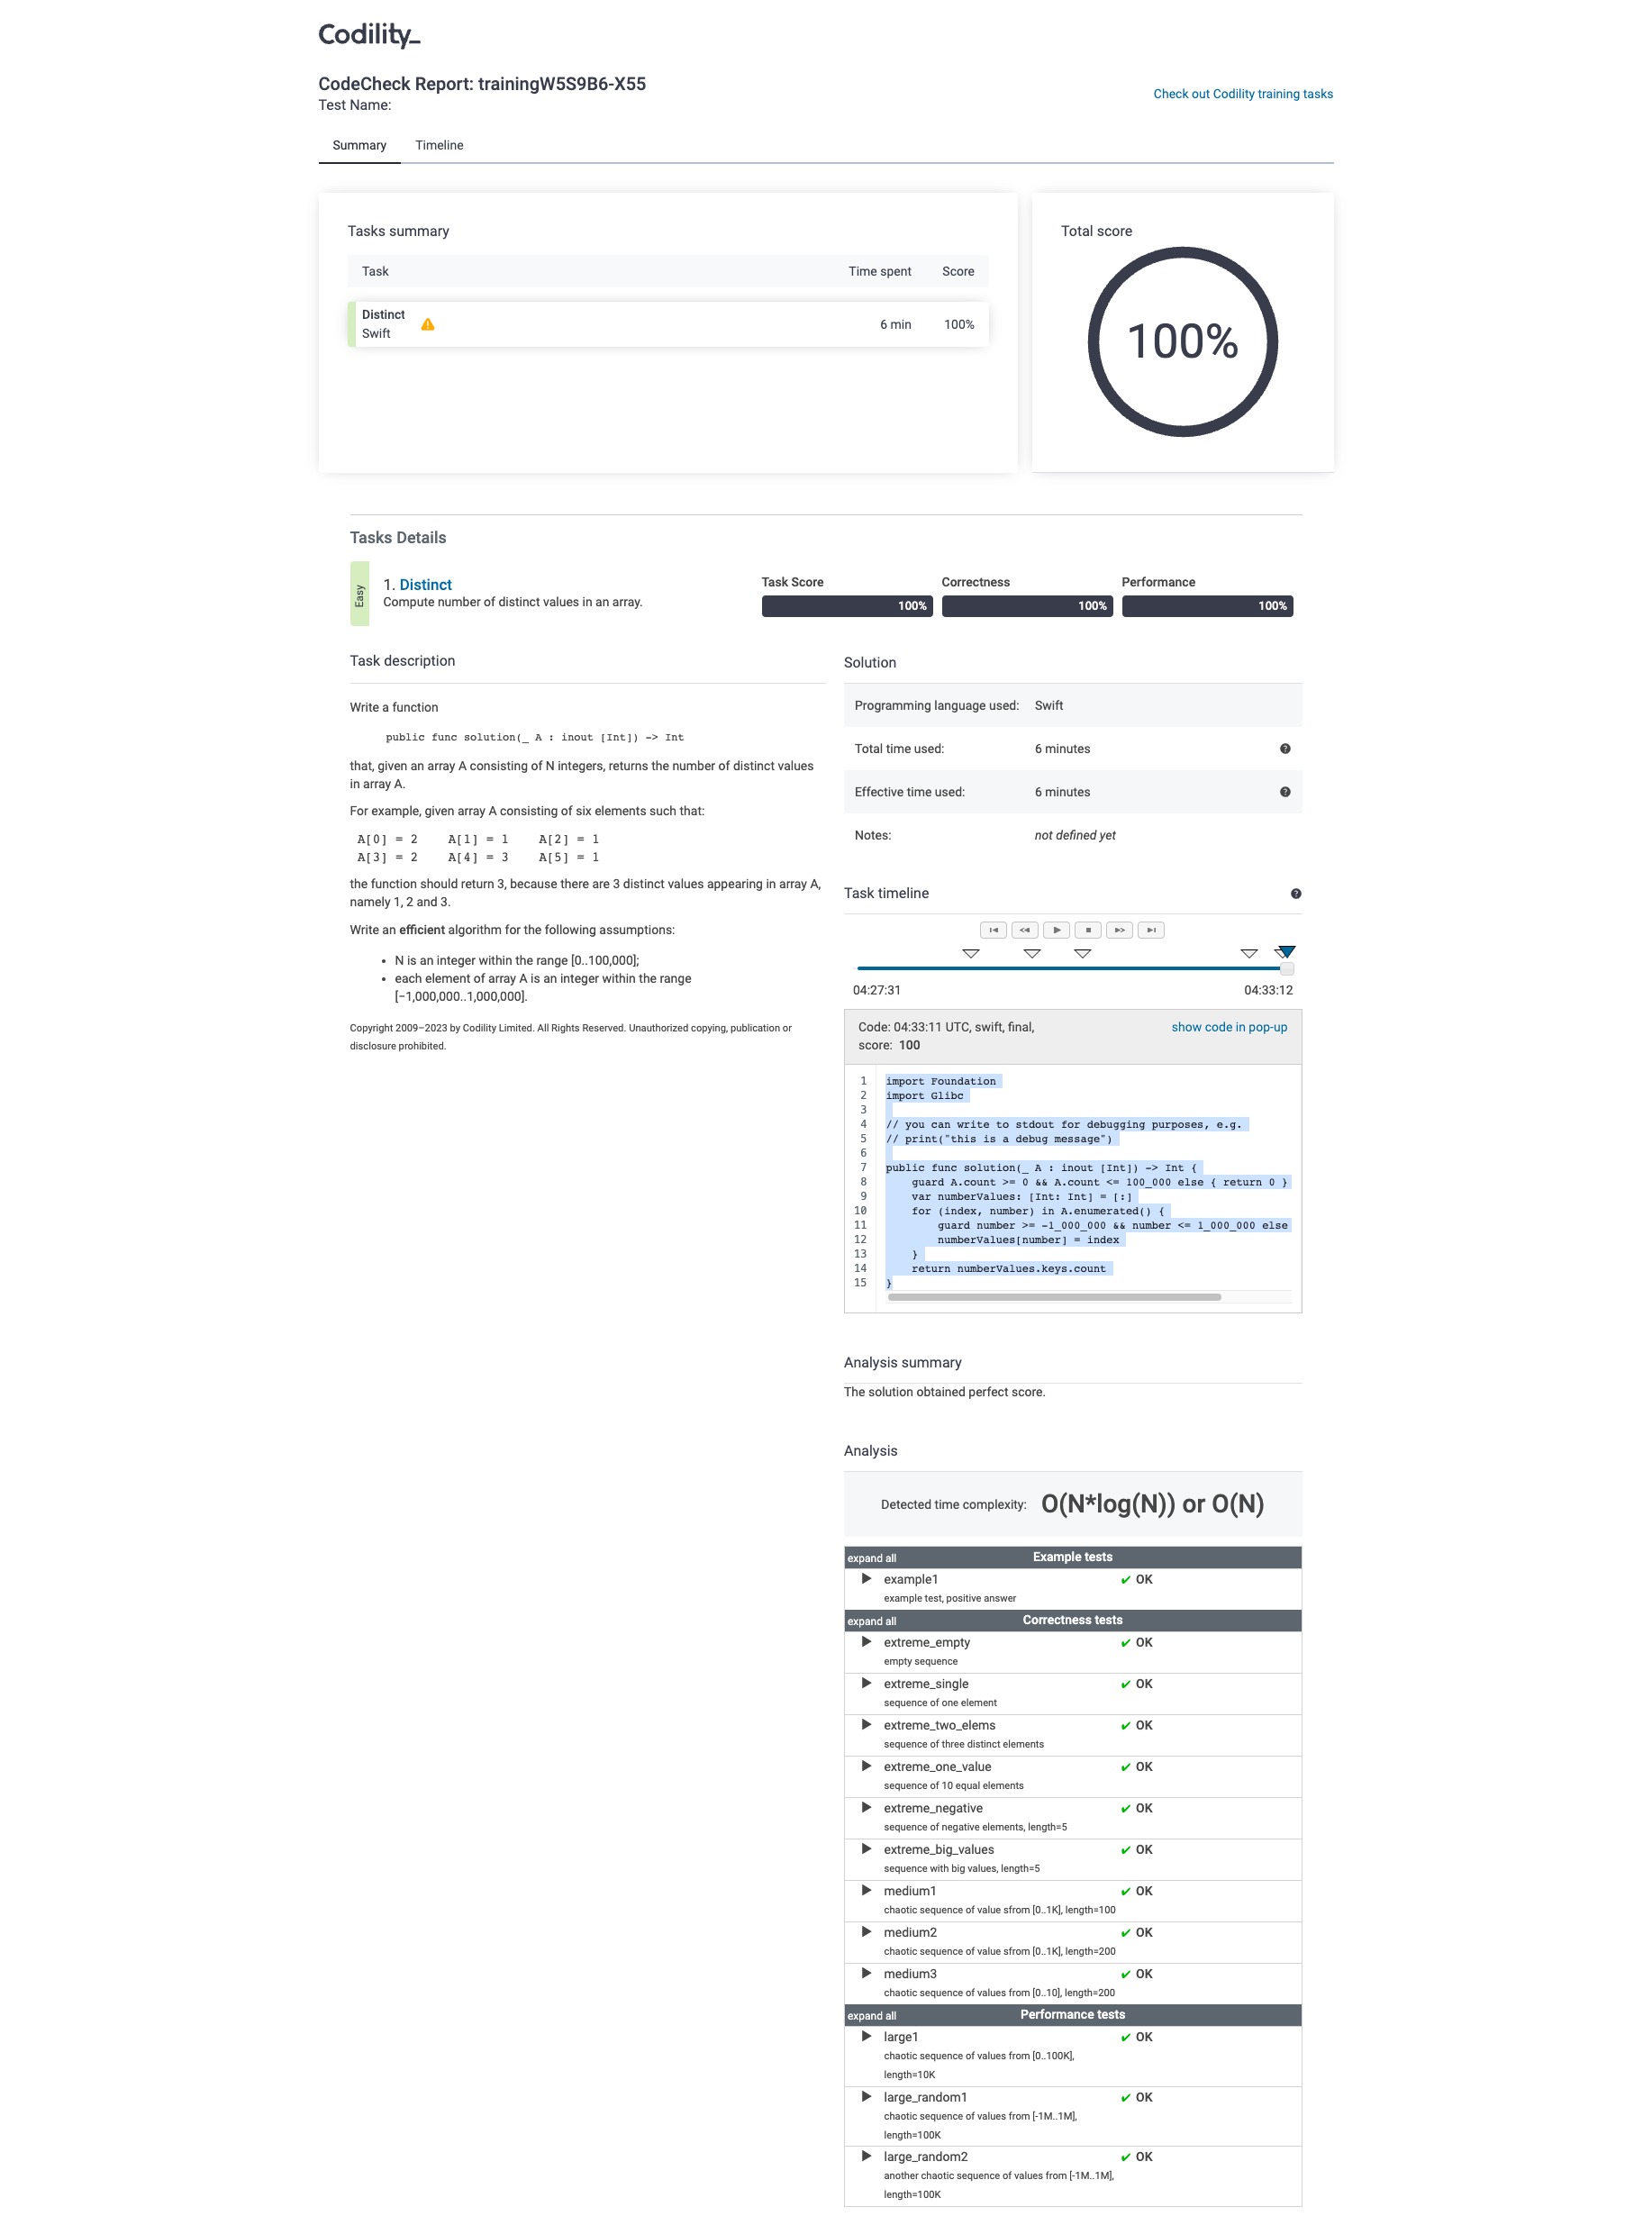 Codility_
CodeCheck Report: trainingW5S9B6-X55
Test Name:
Check out Codility training tasks
Summary Timeline
Tasks summary
Task Time spent Score
Distinct
Swift
6 min 100%
Total score
100%
Tasks Details
Easy
1. Distinct
Compute number of distinct values in an array.
Task Score Correctness Performance
100% 100% 100%
Task description
Write a function
public func solution(_ A : inout [Int]) -> Int
that, given an array A consisting of N integers, returns the number of distinct values
in array A.
For example, given array A consisting of six elements such that:
A[0] = 2 A[1] = 1 A[2] = 1
A[3] = 2 A[4] = 3 A[5] = 1
the function should return 3, because there are 3 distinct values appearing in array A,
namely 1, 2 and 3.
Write an efficient algorithm for the following assumptions:
• N is an integer within the range [0..100,000];
• each element of array A is an integer within the range
[−1,000,000..1,000,000].
Copyright 2009–2023 by Codility Limited. All Rights Reserved. Unauthorized copying, publication or
disclosure prohibited.
Solution
Programming language used: Swift
Total time used: 6 minutes
Effective time used: 6 minutes
Notes: not defined yet
Task timeline
04:27:31 04:33:12
Code: 04:33:11 UTC, swift, final,
score: 100
show code in pop-up
1 import Foundation
2 import Glibc
3
4 // you can write to stdout for debugging purposes, e.g.
5 // print("this is a debug message")
6
7 public func solution(_ A : inout [Int]) -> Int {
8 guard A.count >= 0 && A.count <= 100_000 else { return 0 }
9 var numberValues: [Int: Int] = [:]
10 for (index, number) in A.enumerated() {
11 guard number >= -1_000_000 && number <= 1_000_000 else
12 numberValues[number] = index
13 }
14 return numberValues.keys.count
15 }
Analysis summary
The solution obtained perfect score.
Analysis
Detected time complexity: O(N*log(N)) or O(N)
expand all Example tests
example1 ✔ OK
example test, positive answer
expand all Correctness tests
extreme_empty ✔ OK
empty sequence
extreme_single ✔ OK
sequence of one element
extreme_two_elems ✔ OK
sequence of three distinct elements
extreme_one_value ✔ OK
sequence of 10 equal elements
extreme_negative ✔ OK
sequence of negative elements, length=5
extreme_big_values ✔ OK
sequence with big values, length=5
medium1 ✔ OK
chaotic sequence of value sfrom [0..1K], length=100
medium2 ✔ OK
chaotic sequence of value sfrom [0..1K], length=200
medium3 ✔ OK
chaotic sequence of values from [0..10], length=200
expand all Performance tests
large1 ✔ OK
chaotic sequence of values from [0..100K],
length=10K
large_random1 ✔ OK
chaotic sequence of values from [-1M..1M],
length=100K
large_random2 ✔ OK
another chaotic sequence of values from [-1M..1M],
length=100K